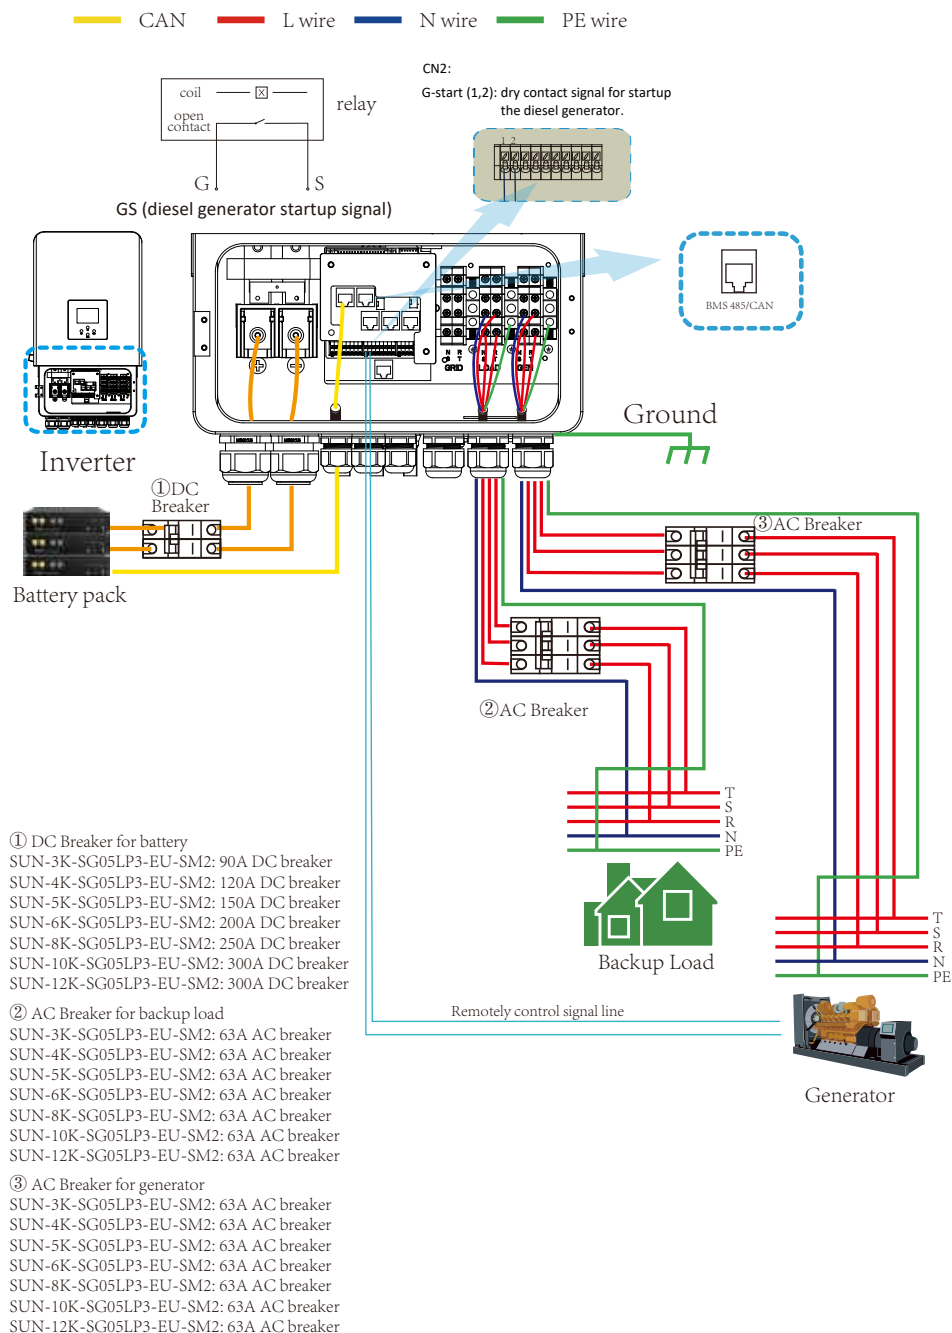 CAN L wire N wire PE wire
CN2:
G-start (1,2): dry contact signal for startup
the diesel generator.
coil
open
contact
relay
1 2
G S
GS (diesel generator startup signal)
BMS 485/CAN
N R
S T
GRID LOAD GEN
Ground
Inverter
①DC
Breaker
Battery pack
③AC Breaker
②AC Breaker
T
S
R
N
PE
Backup Load
T
S
R
N
PE
Remotely control signal line
Generator
① DC Breaker for battery
SUN-3K-SG05LP3-EU-SM2: 90A DC breaker
SUN-4K-SG05LP3-EU-SM2: 120A DC breaker
SUN-5K-SG05LP3-EU-SM2: 150A DC breaker
SUN-6K-SG05LP3-EU-SM2: 200A DC breaker
SUN-8K-SG05LP3-EU-SM2: 250A DC breaker
SUN-10K-SG05LP3-EU-SM2: 300A DC breaker
SUN-12K-SG05LP3-EU-SM2: 300A DC breaker
② AC Breaker for backup load
SUN-3K-SG05LP3-EU-SM2: 63A AC breaker
SUN-4K-SG05LP3-EU-SM2: 63A AC breaker
SUN-5K-SG05LP3-EU-SM2: 63A AC breaker
SUN-6K-SG05LP3-EU-SM2: 63A AC breaker
SUN-8K-SG05LP3-EU-SM2: 63A AC breaker
SUN-10K-SG05LP3-EU-SM2: 63A AC breaker
SUN-12K-SG05LP3-EU-SM2: 63A AC breaker
③ AC Breaker for generator
SUN-3K-SG05LP3-EU-SM2: 63A AC breaker
SUN-4K-SG05LP3-EU-SM2: 63A AC breaker
SUN-5K-SG05LP3-EU-SM2: 63A AC breaker
SUN-6K-SG05LP3-EU-SM2: 63A AC breaker
SUN-8K-SG05LP3-EU-SM2: 63A AC breaker
SUN-10K-SG05LP3-EU-SM2: 63A AC breaker
SUN-12K-SG05LP3-EU-SM2: 63A AC breaker